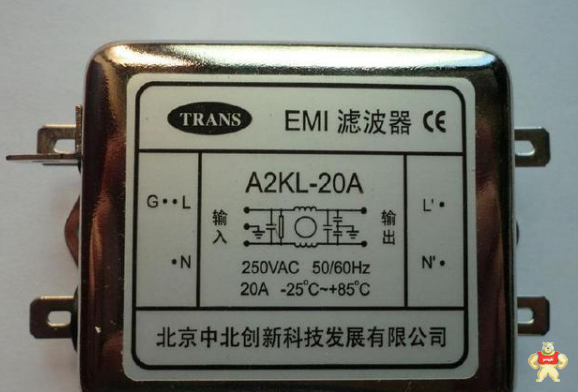 TRANS EMI 滤波器 CE
A2KL-20A
G••L 输入 输出 L'•
•N N'•
250VAC 50/60Hz
20A -25℃~+85℃
北京中北创新科技发展有限公司